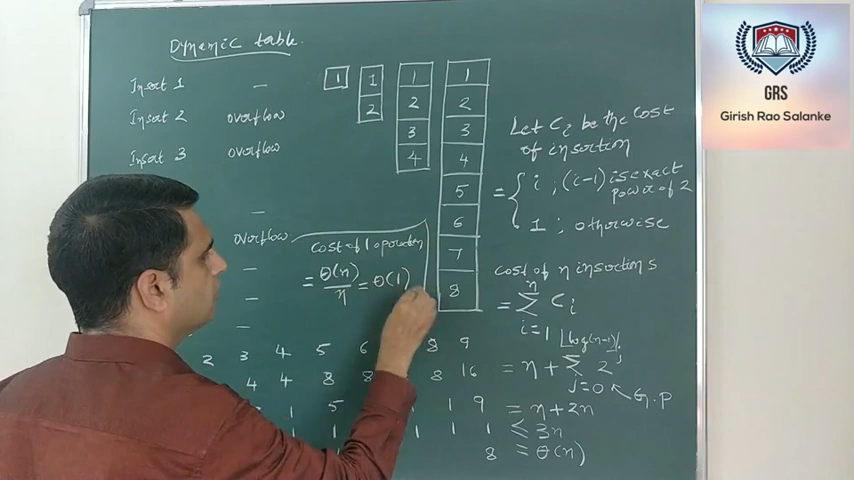 Dynamic table.
Insert 1 —
Insert 2 overflow
Insert 3 overflow
—
overflow
—
—
—
1
1
2
1
2
3
4
1
2
3
4
5
6
7
8
cost of 1 operation
= θ(n)/n = θ(1)
2 3 4 5 6 8 9
4 4 8 8 8 16
1 5 1 9
1 1 1 1
8
Let Ci be the cost
of insertion
= { i , (i-1) is exact
power of 2
1 ; otherwise
cost of n insertions
= n Σ i=1 Ci
= n + ⌊log(n-1)⌋ Σ j=0 2^j
G.P
= n + 2n
≤ 3n
= θ(n)
GRS
Girish Rao Salanke